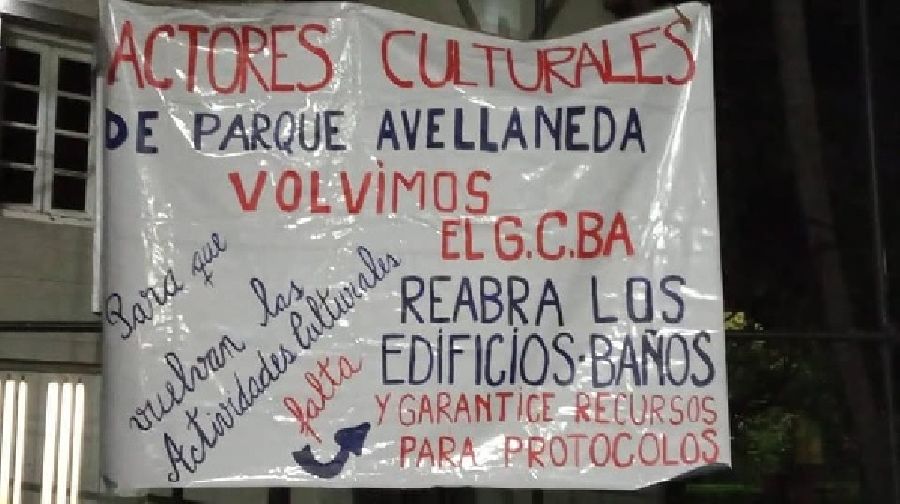 ACTORES CULTURALES
DE PARQUE AVELLANEDA
VOLVIMOS
Para que
vuelvan las
Actividades Culturales
falta
EL G.C.BA
REABRA LOS
EDIFICIOS·BAÑOS
Y GARANTICE RECURSOS
PARA PROTOCOLOS